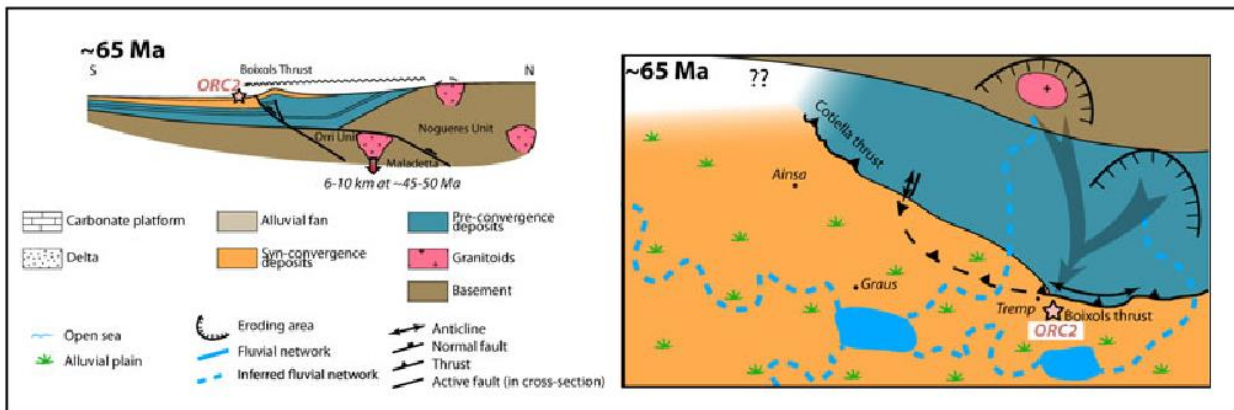 ~65 Ma
S
ORC2
Boixols Thrust
N
Orri Unit
Nogueres Unit
Maladetta
6-10 km at ~45-50 Ma
Carbonate platform
Alluvial fan
Pre-convergence
deposits
Delta
Syn-convergence
deposits
Granitoids
Basement
Open sea
Alluvial plain
Eroding area
Fluvial network
Inferred fluvial network
Anticline
Normal fault
Thrust
Active fault (in cross-section)
~65 Ma
??
Cotiella thrust
Ainsa
Graus
Tremp
Boixols thrust
ORC2